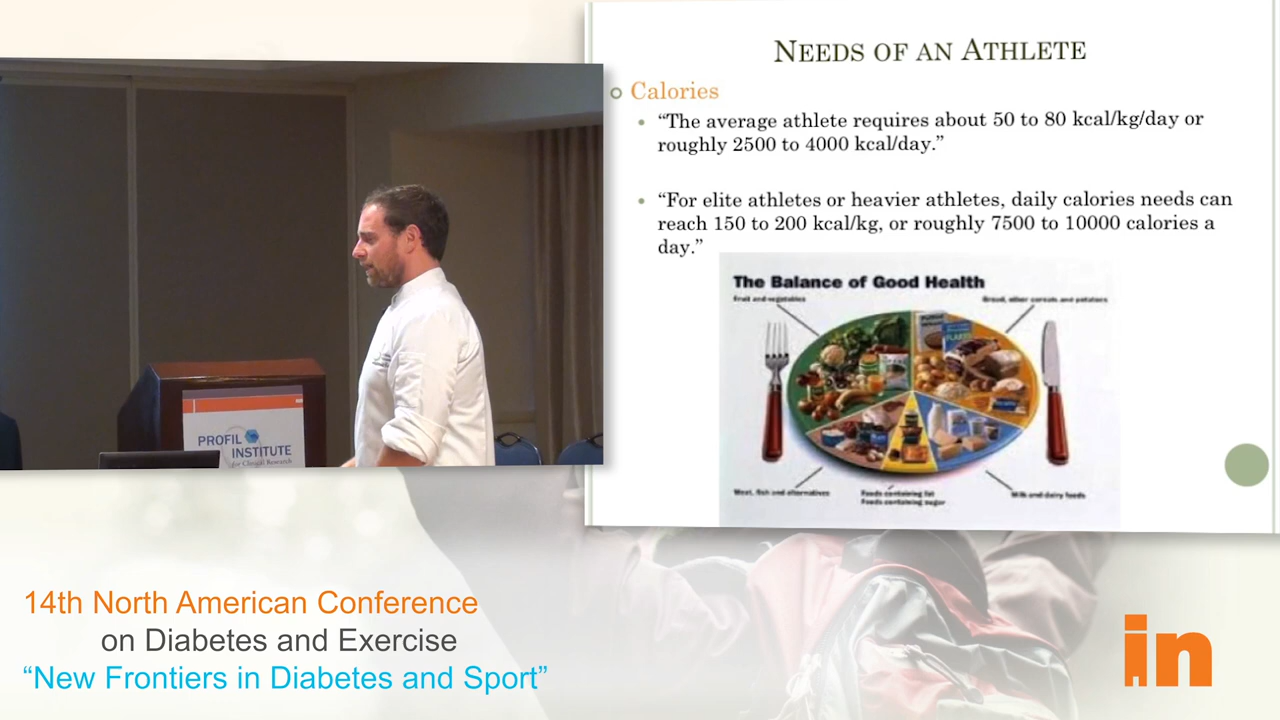 NEEDS OF AN ATHLETE
Calories
“The average athlete requires about 50 to 80 kcal/kg/day or
roughly 2500 to 4000 kcal/day.”
“For elite athletes or heavier athletes, daily calories needs can
reach 150 to 200 kcal/kg, or roughly 7500 to 10000 calories a
day.”
The Balance of Good Health
Fruit and vegetables
Bread, other cereals and potatoes
Meat, fish and alternatives
Foods containing fat
Foods containing sugar
Milk and dairy foods
PROFIL
INSTITUTE
for Clinical Research
14th North American Conference
on Diabetes and Exercise
“New Frontiers in Diabetes and Sport”
in